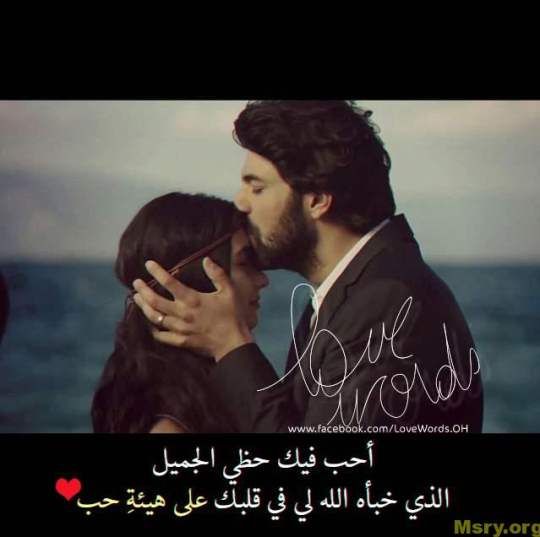 love
words
www.facebook.com/LoveWords.OH
أحب فيك حظي الجميل
الذي خبأه الله لي في قلبك على هيئةِ حب
Msry.org